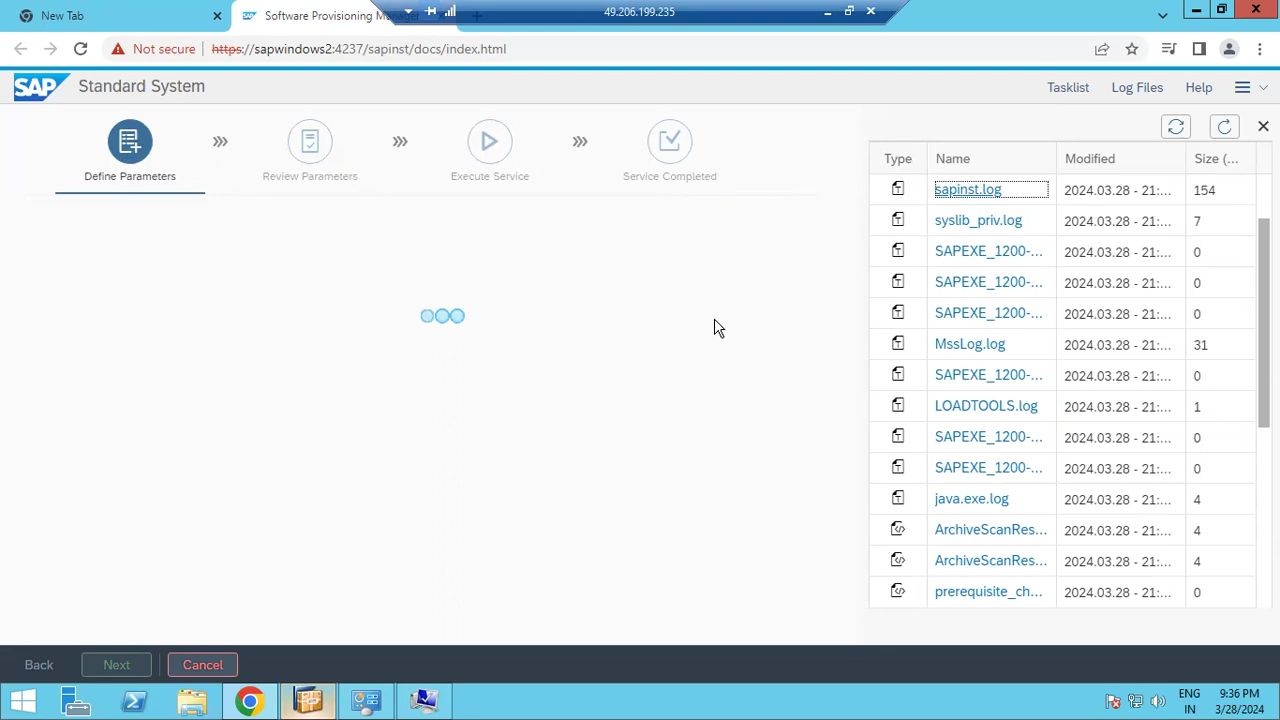 New Tab
Software Provisioning Manage
49.206.199.235
Not secure
https://sapwindows2:4237/sapinst/docs/index.html
SAP
Standard System
Tasklist
Log Files
Help
Define Parameters
Review Parameters
Execute Service
Service Completed
Type Name Modified Size (...
sapinst.log 2024.03.28 - 21:... 154
syslib_priv.log 2024.03.28 - 21:... 7
SAPEXE_1200-... 2024.03.28 - 21:... 0
SAPEXE_1200-... 2024.03.28 - 21:... 0
SAPEXE_1200-... 2024.03.28 - 21:... 0
MssLog.log 2024.03.28 - 21:... 31
SAPEXE_1200-... 2024.03.28 - 21:... 0
LOADTOOLS.log 2024.03.28 - 21:... 1
SAPEXE_1200-... 2024.03.28 - 21:... 0
SAPEXE_1200-... 2024.03.28 - 21:... 0
java.exe.log 2024.03.28 - 21:... 4
ArchiveScanRes... 2024.03.28 - 21:... 4
ArchiveScanRes... 2024.03.28 - 21:... 4
prerequisite_ch... 2024.03.28 - 21:... 0
Back
Next
Cancel
ENG
IN
9:36 PM
3/28/2024